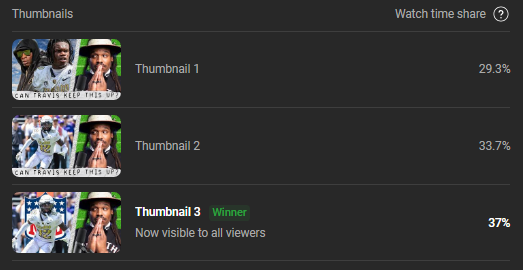 Thumbnails
Watch time share ?
CAN TRAVIS KEEP THIS UP?
Thumbnail 1
29.3%
CAN TRAVIS KEEP THIS UP?
Thumbnail 2
33.7%
Thumbnail 3 Winner
Now visible to all viewers
37%